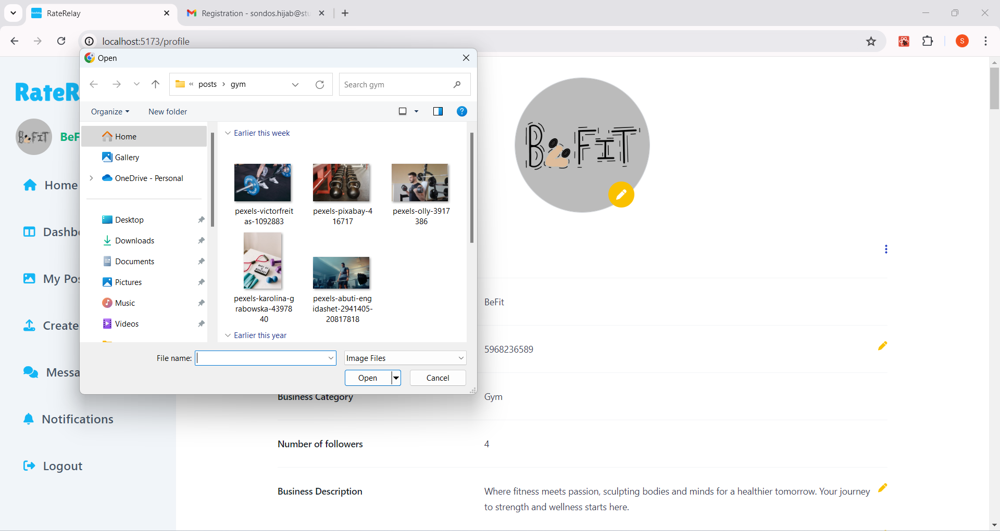 RateRelay
Registration - sondos.hijab@stu
localhost:5173/profile
Open
« posts > gym
Search gym
Organize
New folder
RateR
BeF
Home
Dashb
My Pos
Create
Messa
Notifications
Logout
Home
Gallery
OneDrive - Personal
Desktop
Downloads
Documents
Pictures
Music
Videos
Earlier this week
pexels-victorfreit
as-1092883
pexels-pixabay-4
16717
pexels-olly-3917
386
pexels-karolina-g
rabowska-43978
40
pexels-abuti-eng
idashet-2941405-
20817818
Earlier this year
File name:
Image Files
Open
Cancel
BeFiT
BeFiT
S
?
BeFit
5968236589
Business Category
Gym
Number of followers
4
Business Description
Where fitness meets passion, sculpting bodies and minds for a healthier tomorrow. Your journey
to strength and wellness starts here.